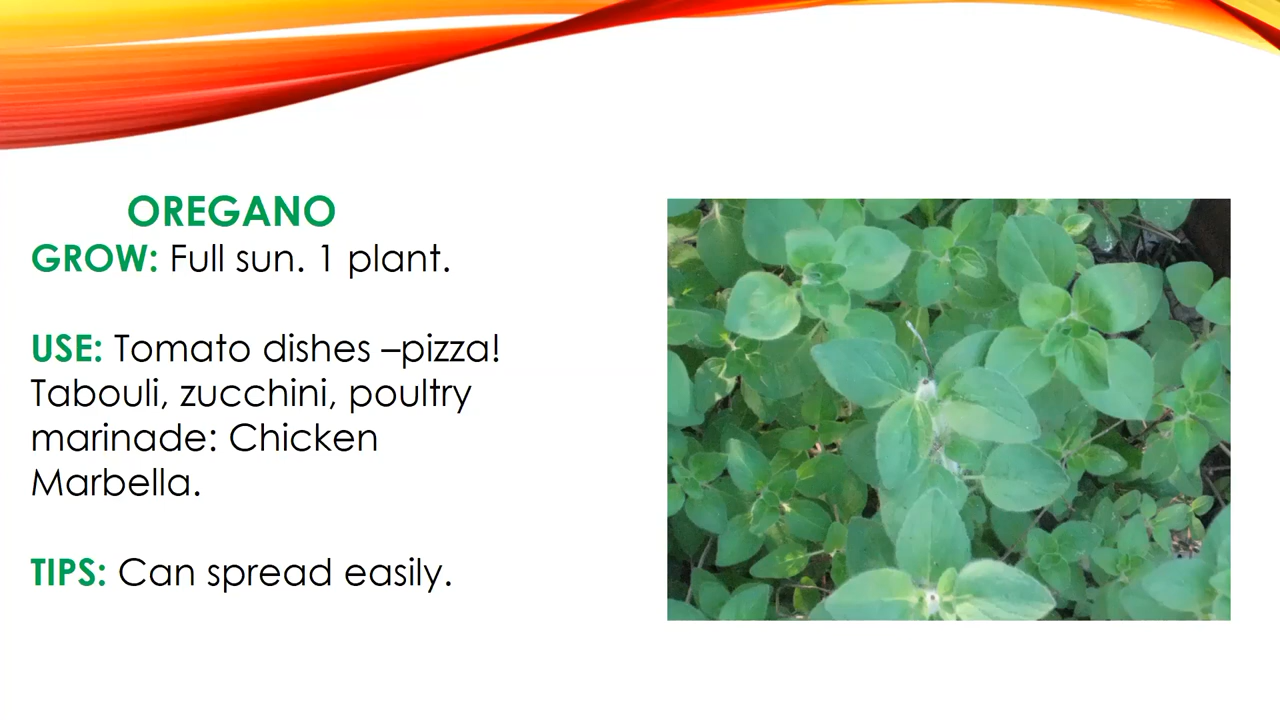 OREGANO
GROW: Full sun. 1 plant.
USE: Tomato dishes –pizza!
Tabouli, zucchini, poultry
marinade: Chicken
Marbella.
TIPS: Can spread easily.